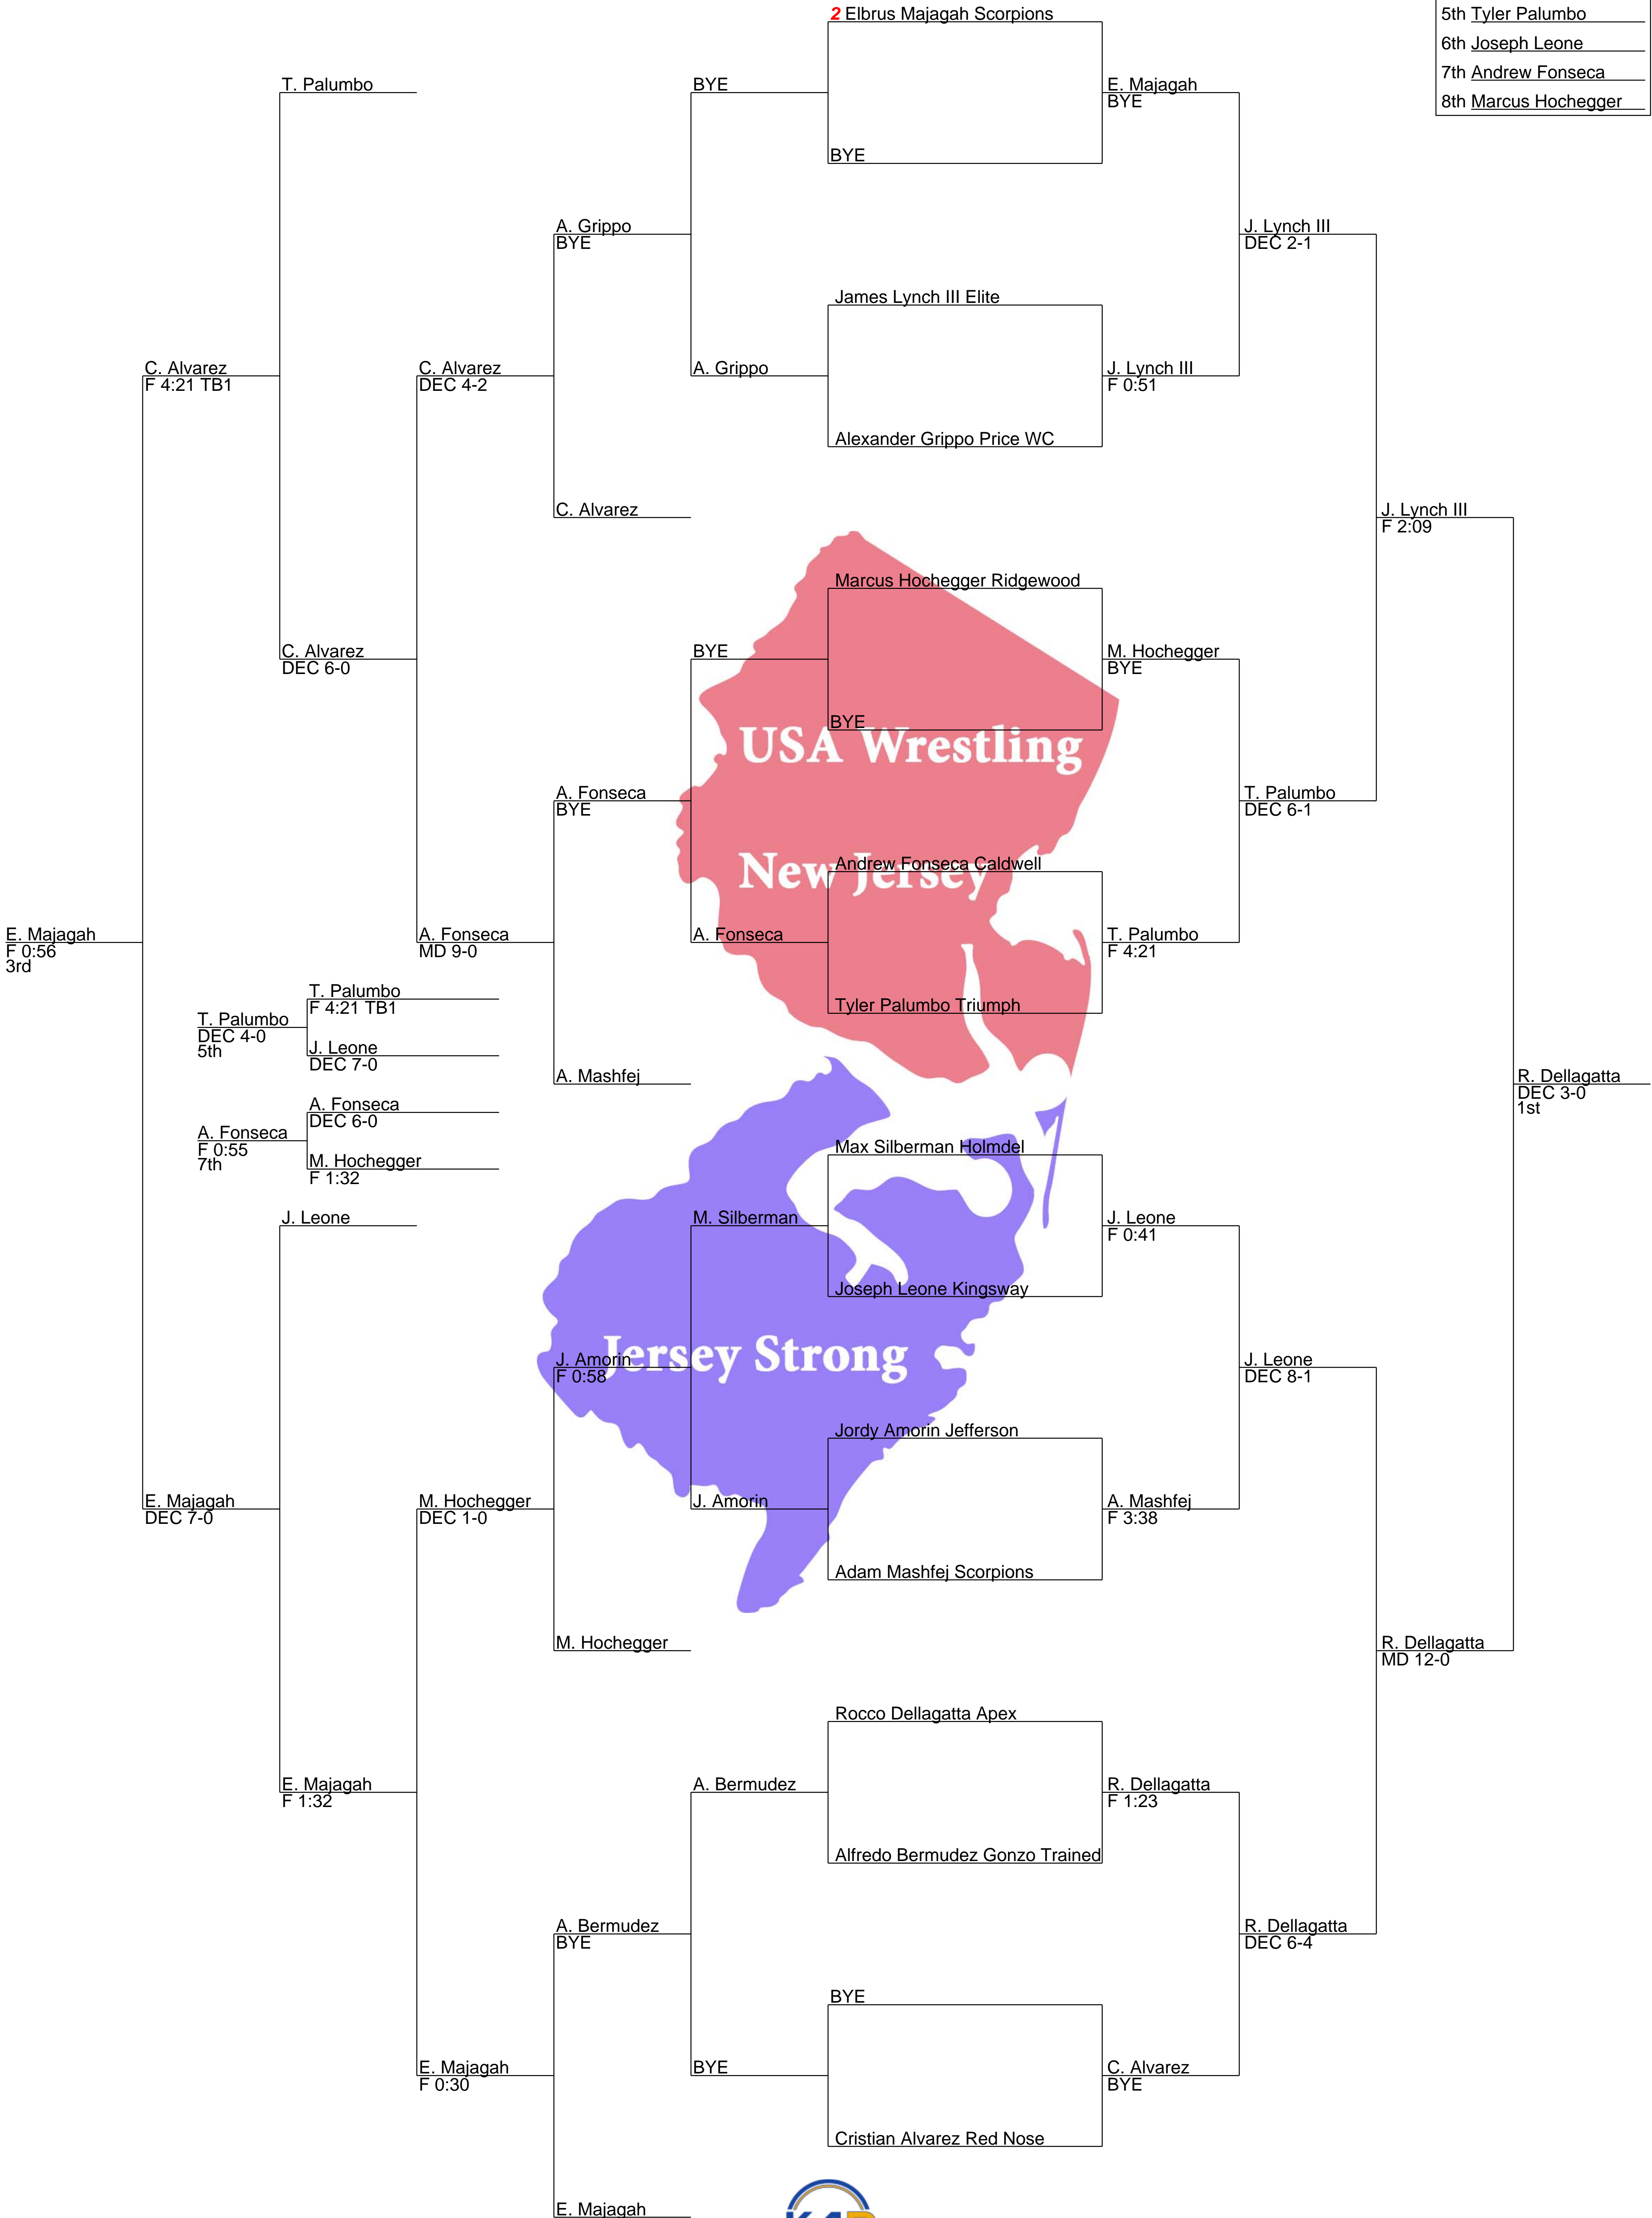 2 Elbrus Majagah Scorpions
5th Tyler Palumbo
6th Joseph Leone
7th Andrew Fonseca
8th Marcus Hochegger
T. Palumbo
BYE
E. Majagah
BYE
BYE
A. Grippo
BYE
J. Lynch III
DEC 2-1
James Lynch III Elite
C. Alvarez
F 4:21 TB1
C. Alvarez
DEC 4-2
A. Grippo
J. Lynch III
F 0:51
Alexander Grippo Price WC
C. Alvarez
J. Lynch III
F 2:09
Marcus Hochegger Ridgewood
C. Alvarez
DEC 6-0
BYE
M. Hochegger
BYE
BYE
USA Wrestling
A. Fonseca
BYE
T. Palumbo
DEC 6-1
New Jersey
Andrew Fonseca Caldwell
E. Majagah
F 0:56
3rd
A. Fonseca
MD 9-0
A. Fonseca
T. Palumbo
F 4:21
T. Palumbo
F 4:21 TB1
Tyler Palumbo Triumph
T. Palumbo
DEC 4-0
5th
J. Leone
DEC 7-0
A. Mashfej
R. Dellagatta
DEC 3-0
1st
A. Fonseca
DEC 6-0
A. Fonseca
F 0:55
7th
M. Hochegger
F 1:32
Max Silberman Holmdel
J. Leone
M. Silberman
J. Leone
F 0:41
Joseph Leone Kingsway
Jersey Strong
J. Amorin
F 0:58
J. Leone
DEC 8-1
Jordy Amorin Jefferson
E. Majagah
DEC 7-0
M. Hochegger
DEC 1-0
J. Amorin
A. Mashfej
F 3:38
Adam Mashfej Scorpions
M. Hochegger
R. Dellagatta
MD 12-0
Rocco Dellagatta Apex
E. Majagah
F 1:32
A. Bermudez
R. Dellagatta
F 1:23
Alfredo Bermudez Gonzo Trained
A. Bermudez
BYE
R. Dellagatta
DEC 6-4
BYE
E. Majagah
F 0:30
BYE
C. Alvarez
BYE
Cristian Alvarez Red Nose
E. Majagah